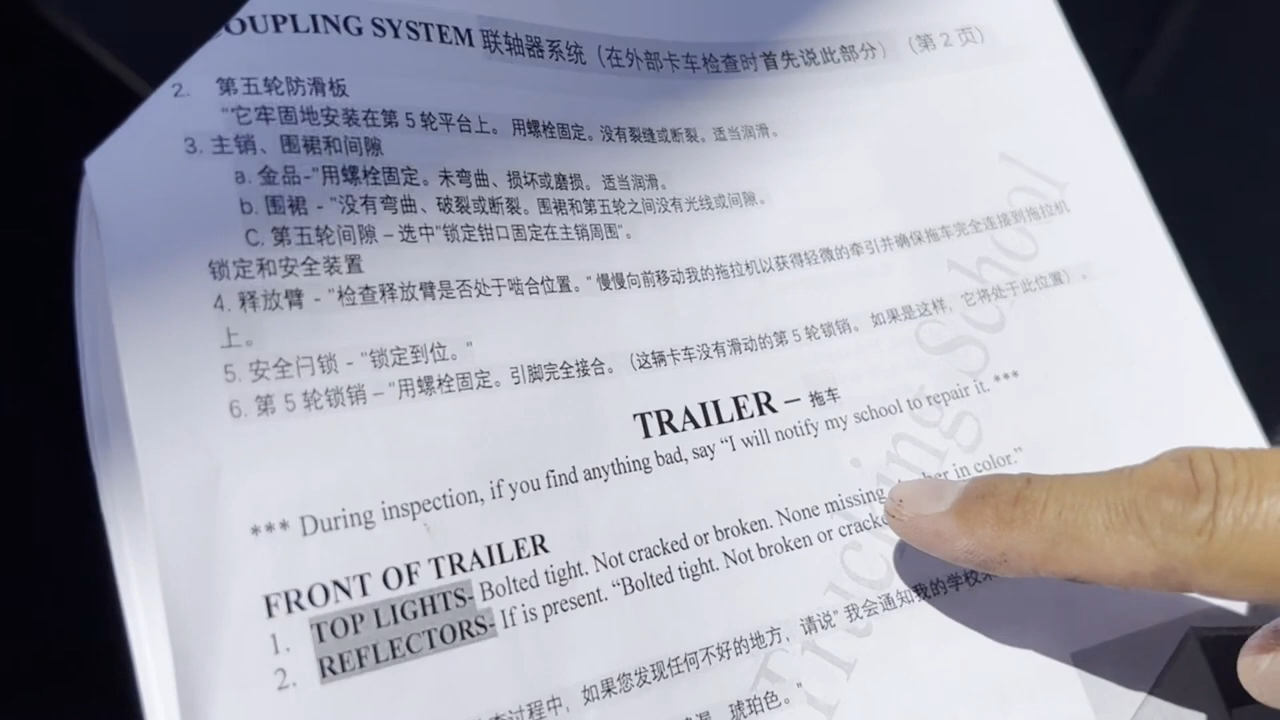 OUPLING SYSTEM 联轴器系统（在外部卡车检查时首先说此部分）（第 2 页）
2. 第五轮防滑板
"它牢固地安装在第 5 轮平台上。 用螺栓固定。没有裂缝或断裂。适当润滑。
3. 主销、围裙和间隙
a. 金品-"用螺栓固定。未弯曲、损坏或磨损。 适当润滑。
b. 围裙 - "没有弯曲、破裂或断裂。围裙和第五轮之间没有光线或间隙。
C. 第五轮间隙 – 选中"锁定钳口固定在主销周围"。
锁定和安全装置
4. 释放臂 - "检查释放臂是否处于啮合位置。" 慢慢向前移动我的拖拉机以获得轻微的牵引并确保拖车完全连接到拖拉机
上。
5. 安全闩锁 - "锁定到位。"
6. 第 5 轮锁销 – "用螺栓固定。引脚完全接合。（这辆卡车没有滑动的第 5 轮锁销。 如果是这样，它将处于此位置）。
TRAILER – 拖车
*** During inspection, if you find anything bad, say “I will notify my school to repair it. ***
FRONT OF TRAILER
1. TOP LIGHTS- Bolted tight. Not cracked or broken. None missing in color.”
2. REFLECTORS- If is present. “Bolted tight. Not broken or
查过程中，如果您发现任何不好的地方，请说" 我会通知我的学校
琥珀色。"
Trucking School